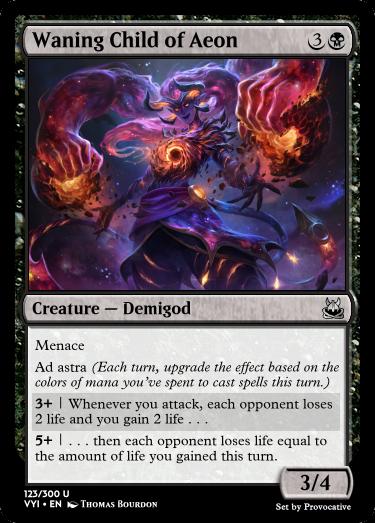 Waning Child of Aeon 3
Creature — Demigod
Menace
Ad astra (Each turn, upgrade the effect based on the
colors of mana you've spent to cast spells this turn.)
3+ | Whenever you attack, each opponent loses
2 life and you gain 2 life . . .
5+ | . . . then each opponent loses life equal to
the amount of life you gained this turn.
3/4
123/300 U
VYI • EN Thomas Bourdon
Set by Provocative